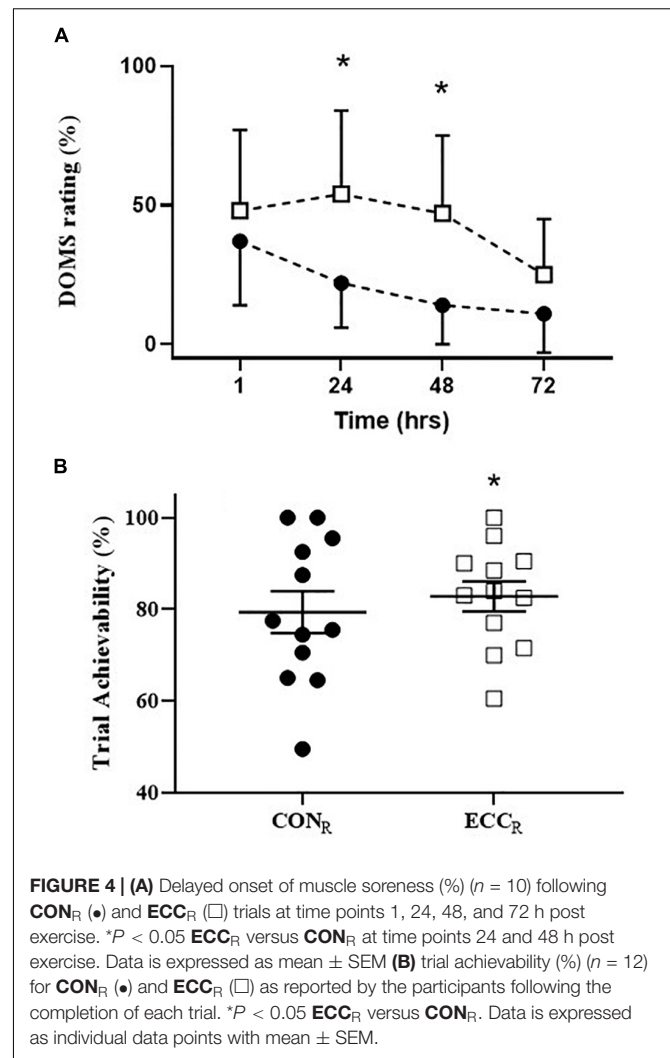 A
100
50
0
DOMS rating (%)
* *
1 24 48 72
Time (hrs)
B
*
100
80
60
40
Trial Achievability (%)
CONR ECCR
FIGURE 4 | (A) Delayed onset of muscle soreness (%) (n = 10) following
CONR (●) and ECCR (□) trials at time points 1, 24, 48, and 72 h post
exercise. *P < 0.05 ECCR versus CONR at time points 24 and 48 h post
exercise. Data is expressed as mean ± SEM (B) trial achievability (%) (n = 12)
for CONR (●) and ECCR (□) as reported by the participants following the
completion of each trial. *P < 0.05 ECCR versus CONR. Data is expressed
as individual data points with mean ± SEM.